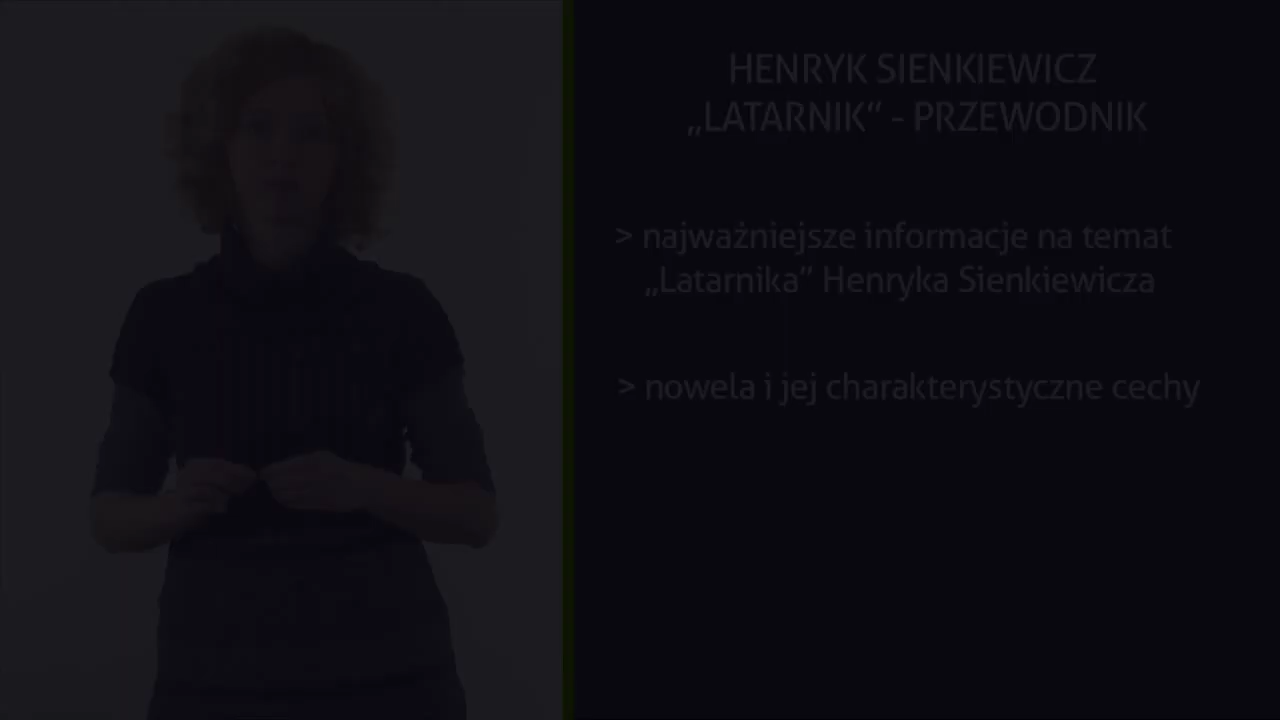 HENRYK SIENKIEWICZ
„LATARNIK” - PRZEWODNIK
> najważniejsze informacje na temat
„Latarnika” Henryka Sienkiewicza
> nowela i jej charakterystyczne cechy